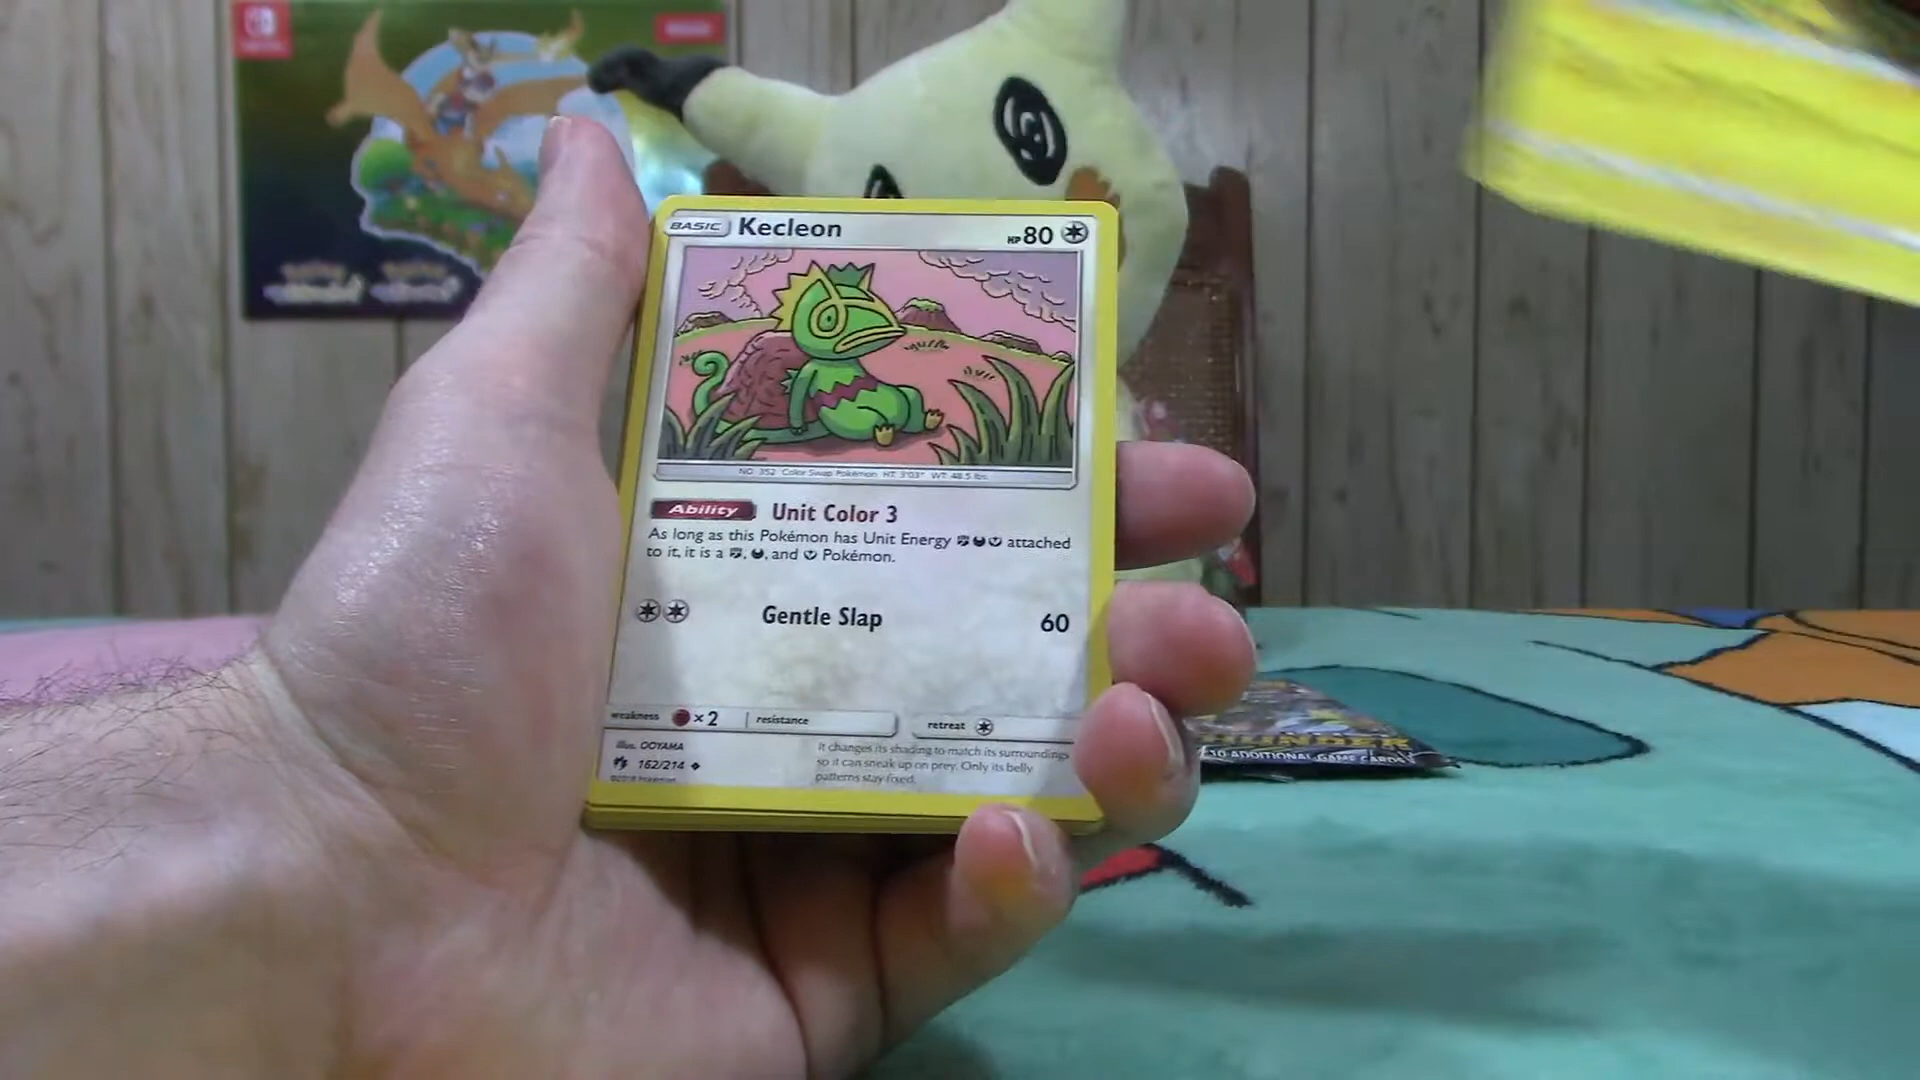 BASIC Kecleon HP 80
NO. 352 Color Swap Pokémon HT: 3'03" WT: 48.5 lbs.
Ability Unit Color 3
As long as this Pokémon has Unit Energy attached
to it, it is a , , and Pokémon.
Gentle Slap 60
weakness ×2 resistance retreat
illus. OOYAMA
162/214
©2018 Pokémon
It changes its shading to match its surroundings
so it can sneak up on prey. Only its belly
patterns stay fixed.
10 ADDITIONAL GAME CARDS